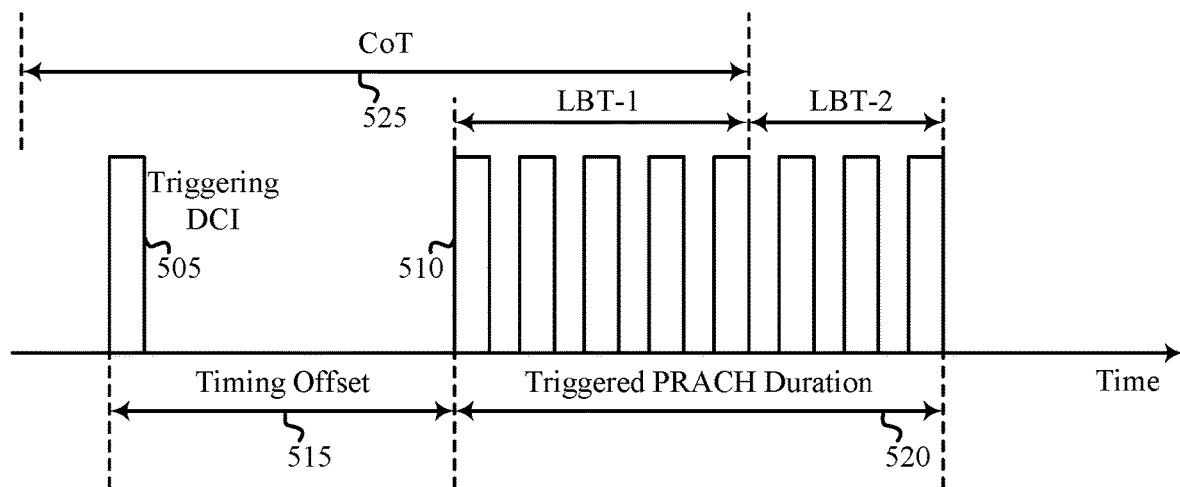 CoT
525
LBT-1
LBT-2
Triggering
DCI
505
510
Timing Offset
Triggered PRACH Duration
Time
515
520